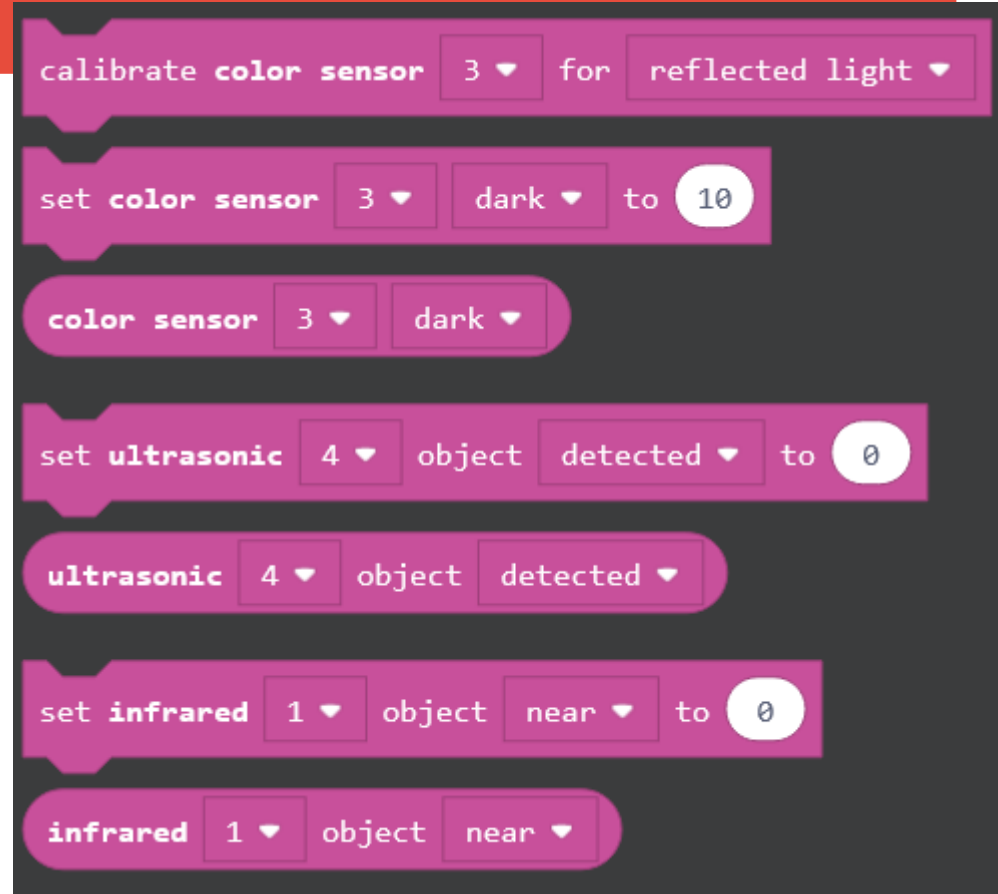 calibrate color sensor 3 for reflected light
set color sensor 3 dark to 10
color sensor 3 dark
set ultrasonic 4 object detected to 0
ultrasonic 4 object detected
set infrared 1 object near to 0
infrared 1 object near